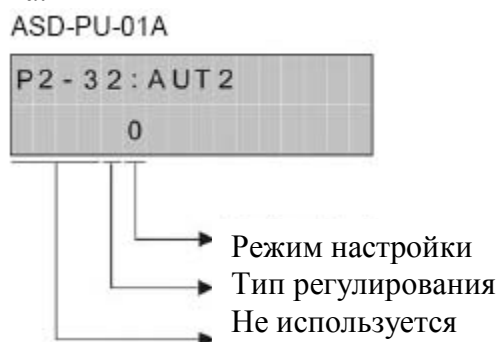 ASD-PU-01A
P2-32:AUT2
0
Режим настройки
Тип регулирования
Не используется